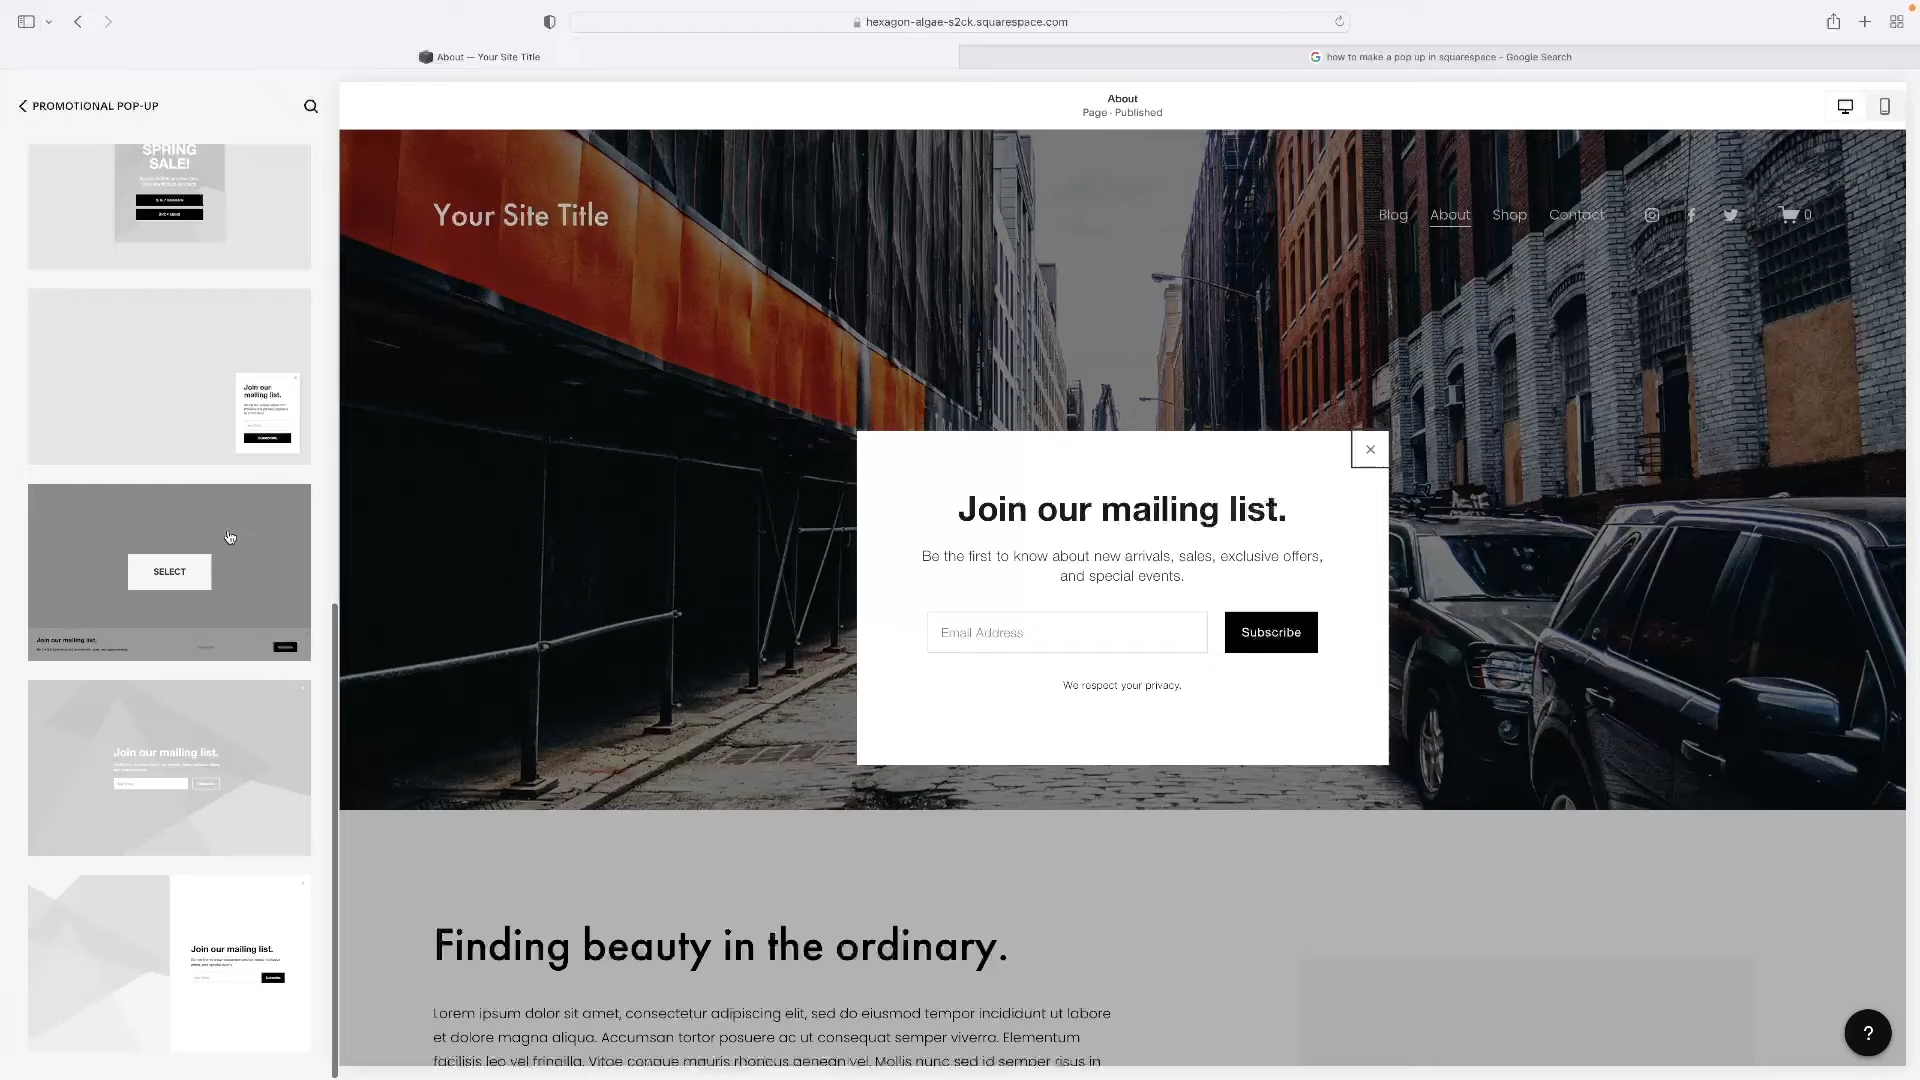 hexagon-algae-s2ck.squarespace.com
About — Your Site Title
how to make a pop up in squarespace - Google Search
PROMOTIONAL POP-UP
About
Page · Published
SPRING
SALE!
Your Site Title
Blog
About
Shop
Contact
0
Join our
mailing list.
SELECT
Join our mailing list.
Join our mailing list.
Join our mailing list.
Join our mailing list.
Be the first to know about new arrivals, sales, exclusive offers,
and special events.
Email Address
Subscribe
We respect your privacy.
Finding beauty in the ordinary.
Lorem ipsum dolor sit amet, consectetur adipiscing elit, sed do eiusmod tempor incididunt ut labore
et dolore magna aliqua. Accumsan tortor posuere ac ut consequat semper viverra. Elementum
facilisis leo vel fringilla. Vitae congue mauris rhoncus aenean vel. Mollis nunc sed id semper risus in
?